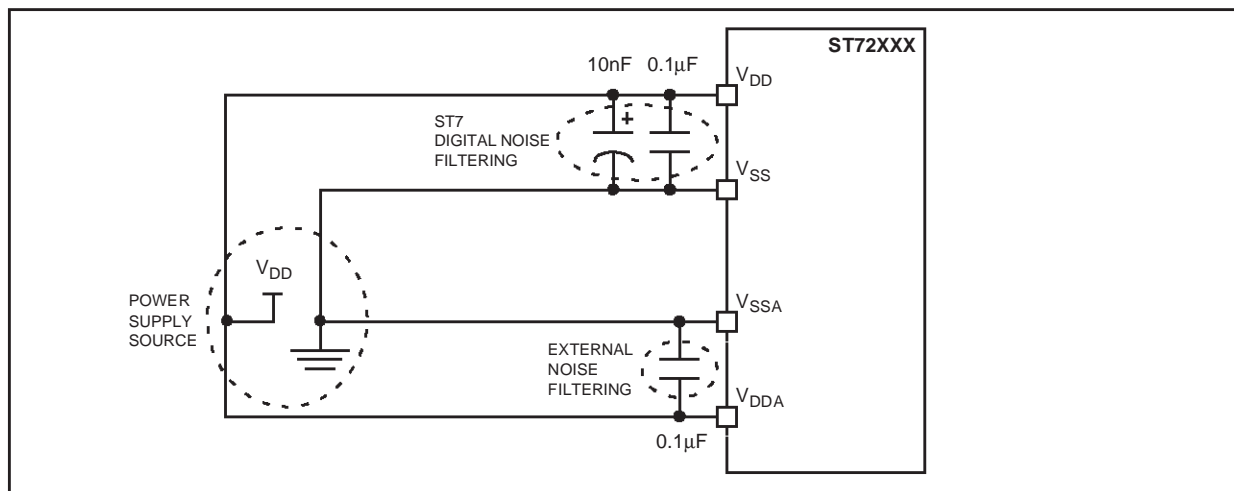 ST72XXX
10nF 0.1μF
VDD
ST7
DIGITAL NOISE
FILTERING
+
VSS
VDD
POWER
SUPPLY
SOURCE
VSSA
EXTERNAL
NOISE
FILTERING
VDDA
0.1μF